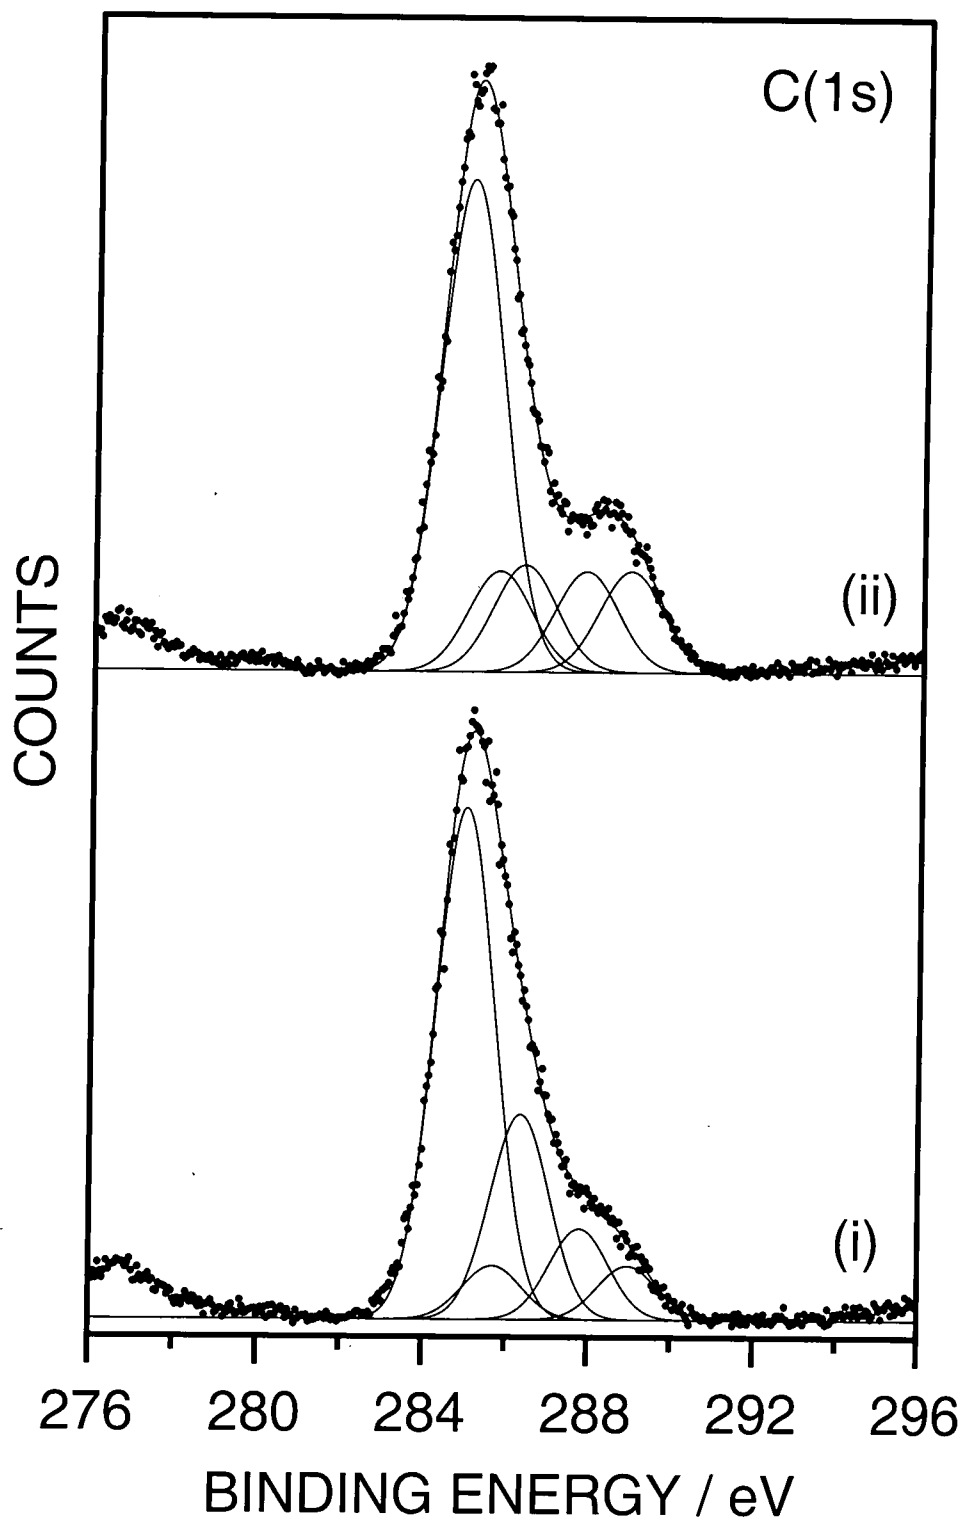 C(1s)
(ii)
COUNTS
(i)
276 280 284 288 292 296
BINDING ENERGY / eV